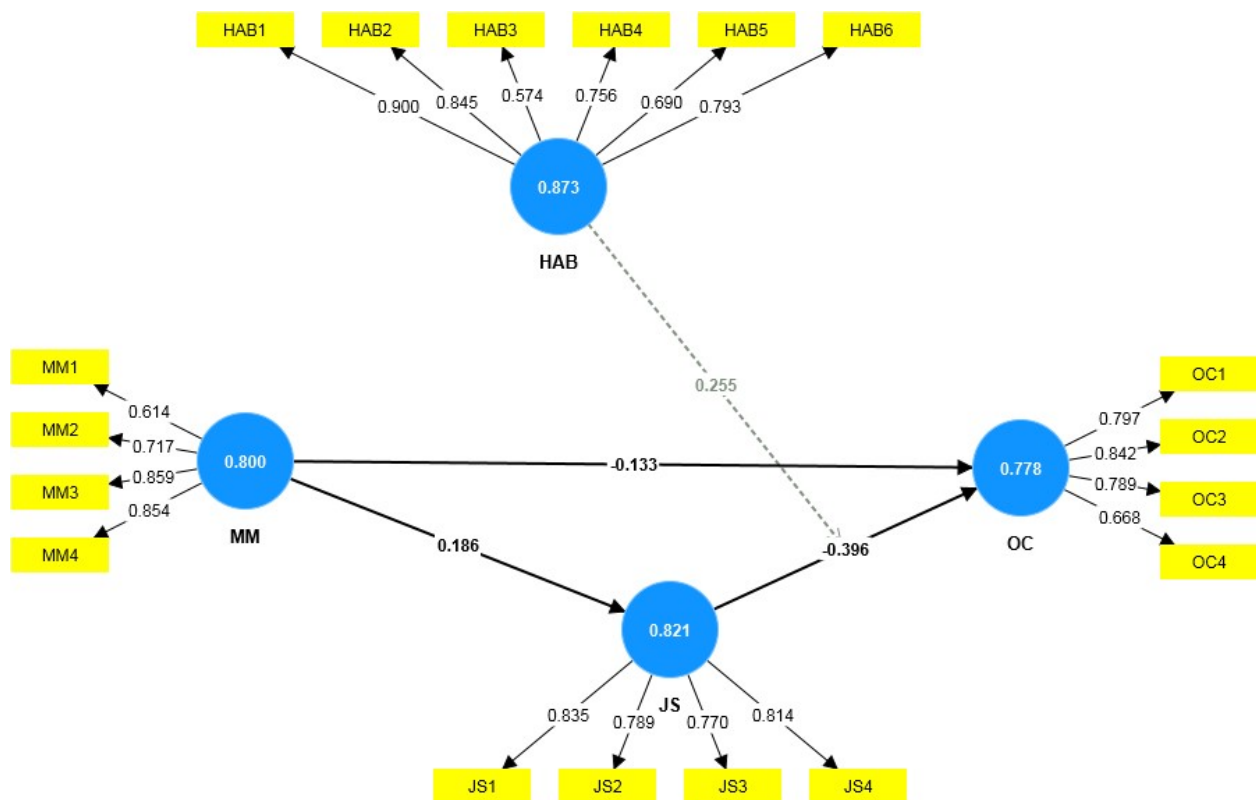 HAB1 HAB2 HAB3 HAB4 HAB5 HAB6
0.900 0.845 0.574 0.756 0.690 0.793
0.873
HAB
MM1
MM2
MM3
MM4
0.614
0.717
0.859
0.854
0.800
MM
0.255
-0.133
0.186
-0.396
0.778
OC
0.797
0.842
0.789
0.668
OC1
OC2
OC3
OC4
0.821
JS
0.835 0.789 0.770 0.814
JS1 JS2 JS3 JS4